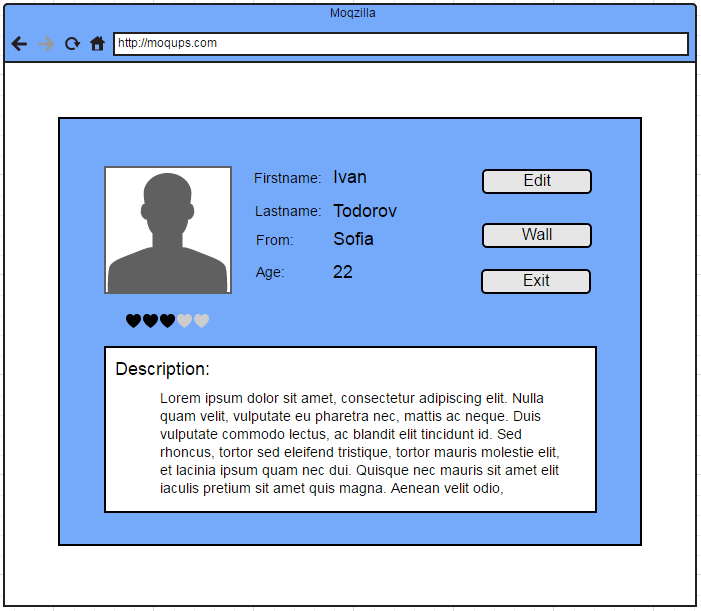 Moqzilla
http://moqups.com
Firstname: Ivan
Edit
Lastname: Todorov
Wall
From: Sofia
Age: 22
Exit
Description:
Lorem ipsum dolor sit amet, consectetur adipiscing elit. Nulla
quam velit, vulputate eu pharetra nec, mattis ac neque. Duis
vulputate commodo lectus, ac blandit elit tincidunt id. Sed
rhoncus, tortor sed eleifend tristique, tortor mauris molestie elit,
et lacinia ipsum quam nec dui. Quisque nec mauris sit amet elit
iaculis pretium sit amet quis magna. Aenean velit odio,